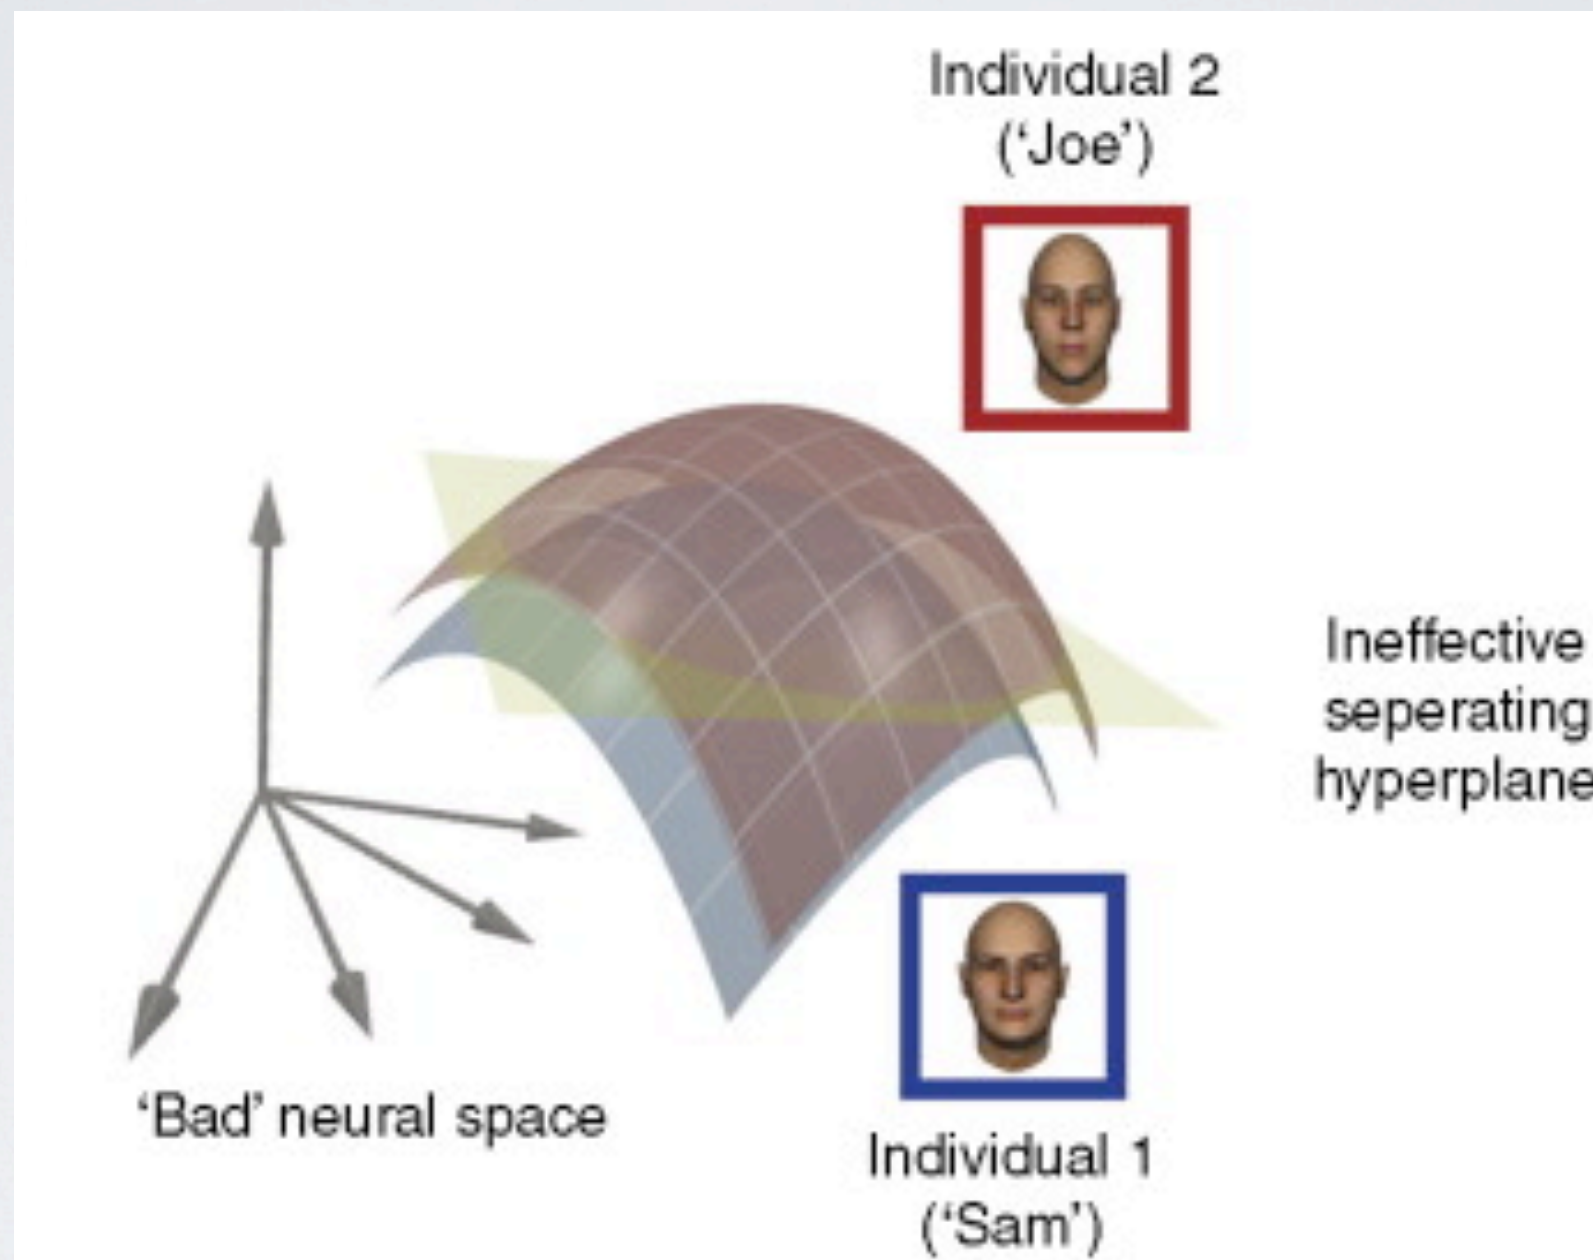 Individual 2
(‘Joe’)
Ineffective
seperating
hyperplane
‘Bad’ neural space
Individual 1
(‘Sam’)